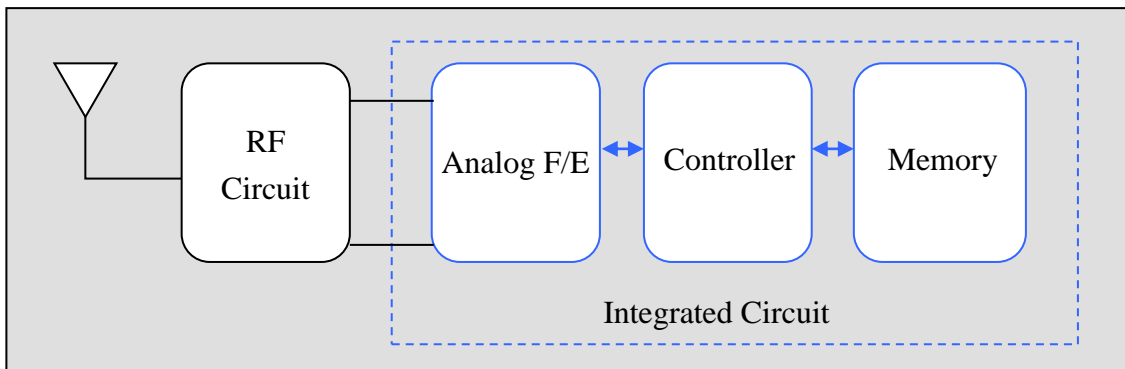 RF
Circuit
Analog F/E
Controller
Memory
Integrated Circuit